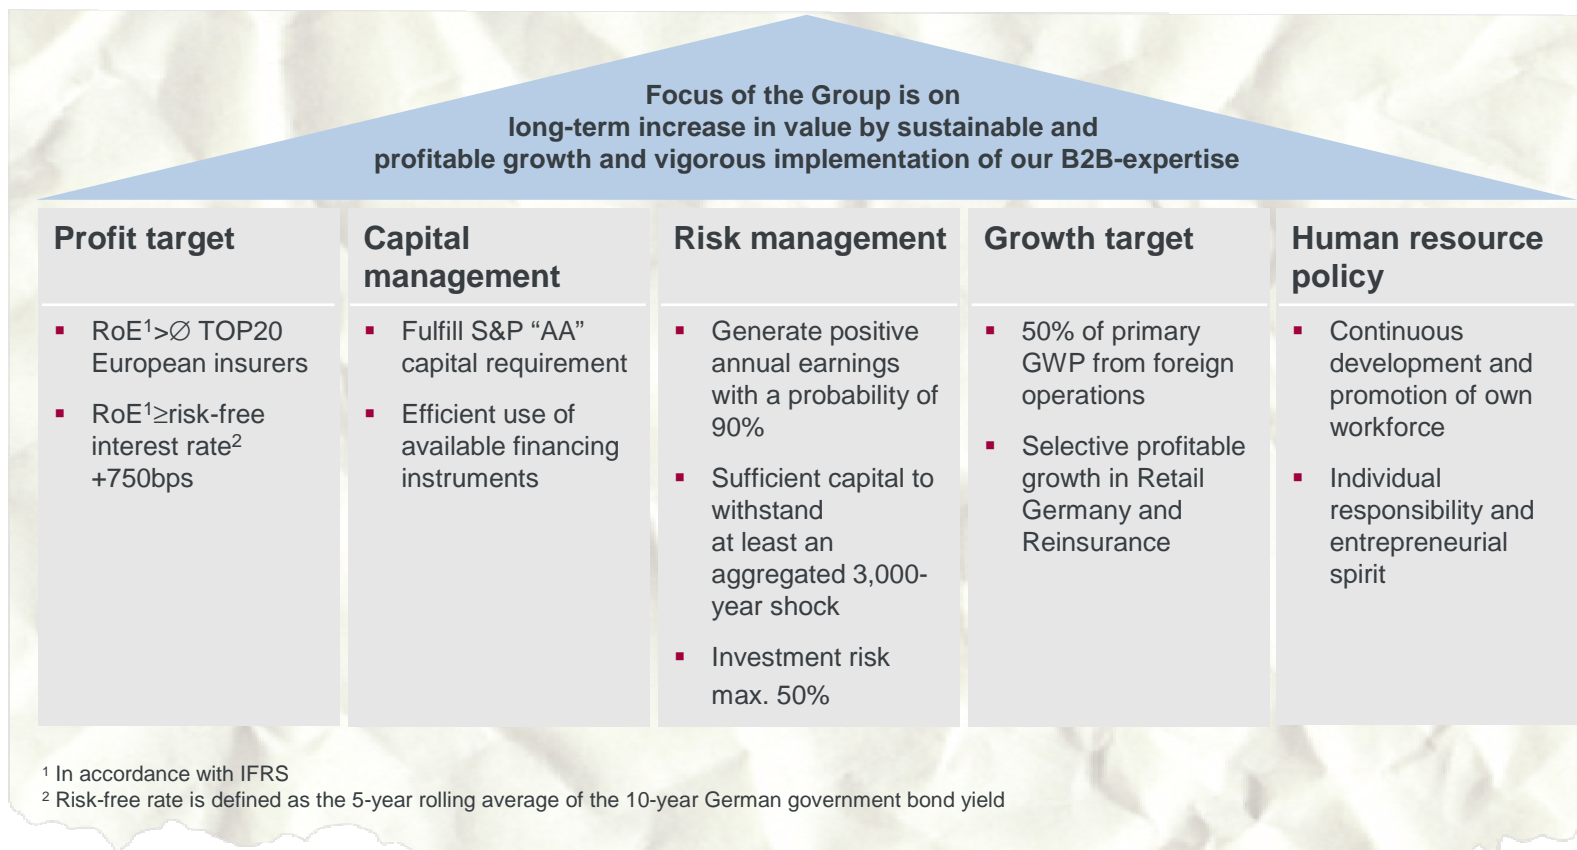 Focus of the Group is on
long-term increase in value by sustainable and
profitable growth and vigorous implementation of our B2B-expertise
Profit target
▪ RoE¹>∅ TOP20
European insurers
▪ RoE¹≥risk-free
interest rate²
+750bps
Capital
management
▪ Fulfill S&P “AA”
capital requirement
▪ Efficient use of
available financing
instruments
Risk management
▪ Generate positive
annual earnings
with a probability of
90%
▪ Sufficient capital to
withstand
at least an
aggregated 3,000-
year shock
▪ Investment risk
max. 50%
Growth target
▪ 50% of primary
GWP from foreign
operations
▪ Selective profitable
growth in Retail
Germany and
Reinsurance
Human resource
policy
▪ Continuous
development and
promotion of own
workforce
▪ Individual
responsibility and
entrepreneurial
spirit
¹ In accordance with IFRS
² Risk-free rate is defined as the 5-year rolling average of the 10-year German government bond yield